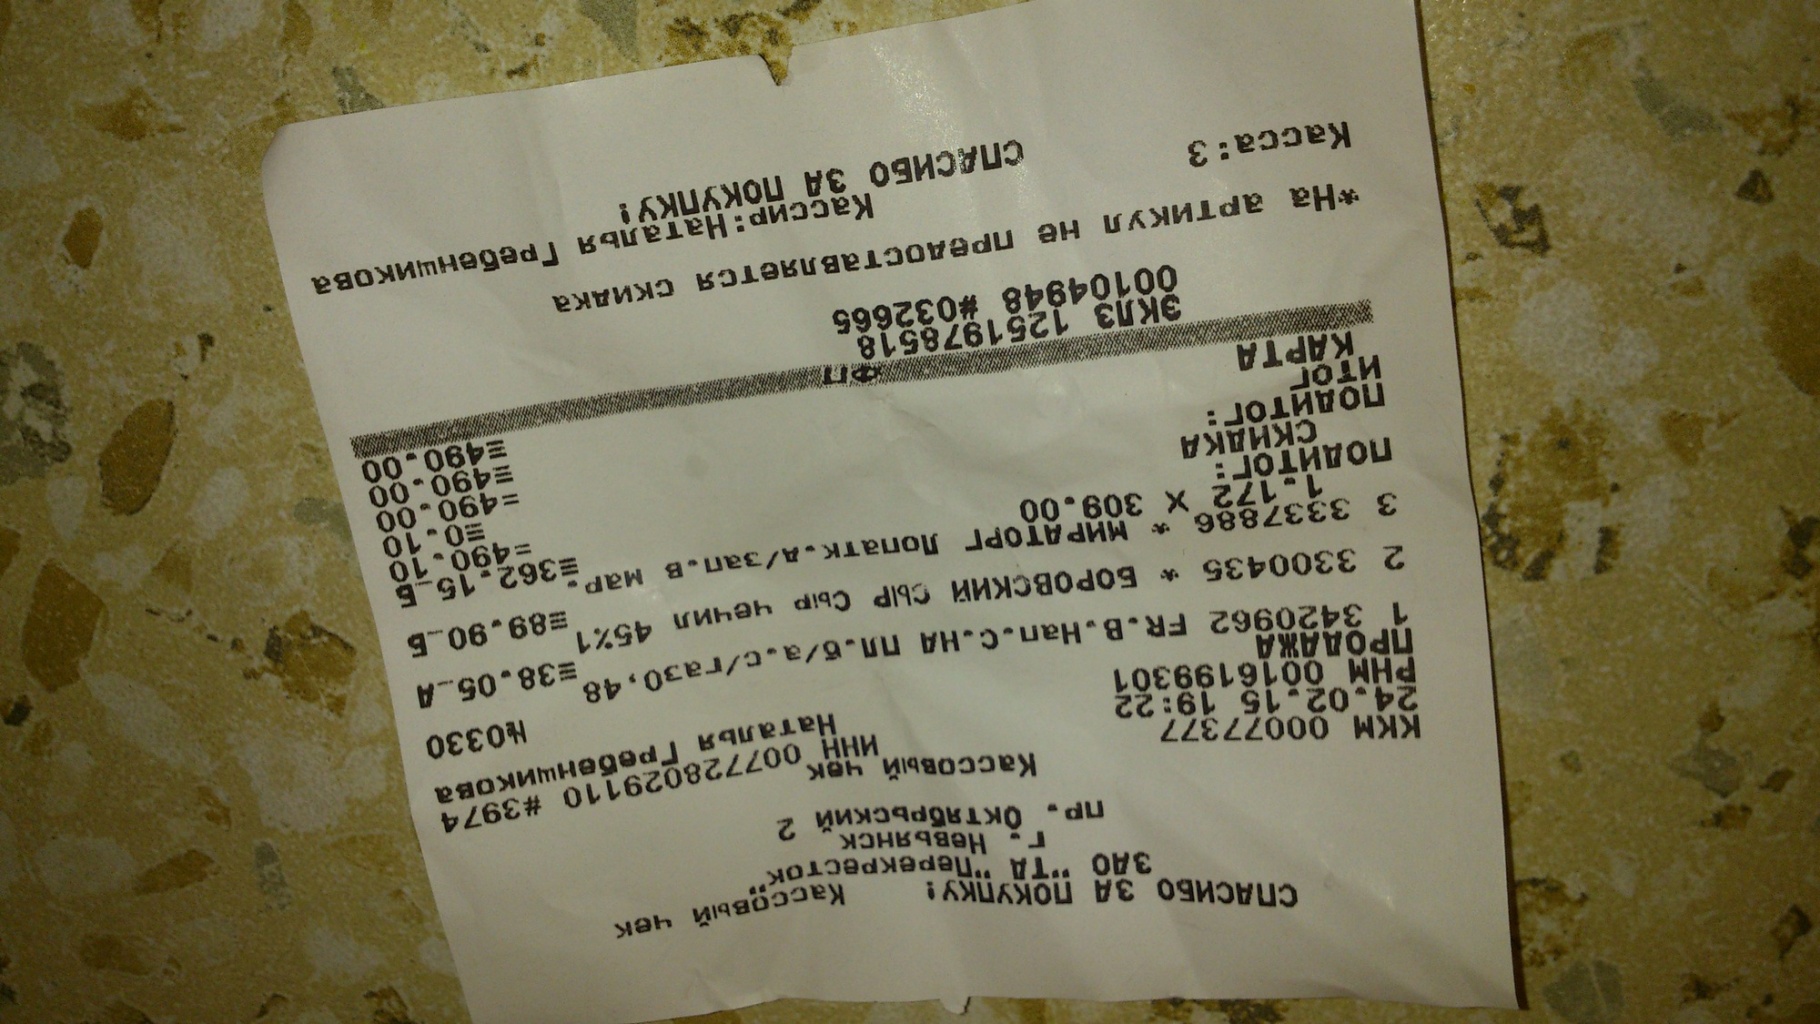 Кассовый чек
СПАСИБО ЗА ПОКУПКУ!
ЗАО "ТД "Перекресток"
г. Невьянск
пр. Октябрьский, 2
Кассовый чек
ККМ 00077377 ИНН 007728029110 #3974
24.02.15 19:22 Наталья Гребенщикова
РНМ 0016199301 №0330
ПРОДАЖА
1 3420962 FR.В.Нап.С.НА ПЛ.б/а.с/газ0,48
≡38.05_А
2 3300435 * БОРОВСКИЙ СЫР Сыр чечил 45%1
≡89.90_Б
3 3337886 * МИРАТОРГ Лопатк.д/зап.в мар.
1.172 X 309.00 ≡362.15_Б
ПОДИТОГ: =490.10
СКИДКА ≡0.10
ПОДИТОГ: =490.00
ИТОГ ≡490.00
КАРТА ≡490.00
ФП
ЭКЛЗ 1251978518
00104948 #032665
*На артикул не предоставляется скидка
Касса:3 Кассир:Наталья Гребенщикова
СПАСИБО ЗА ПОКУПКУ!